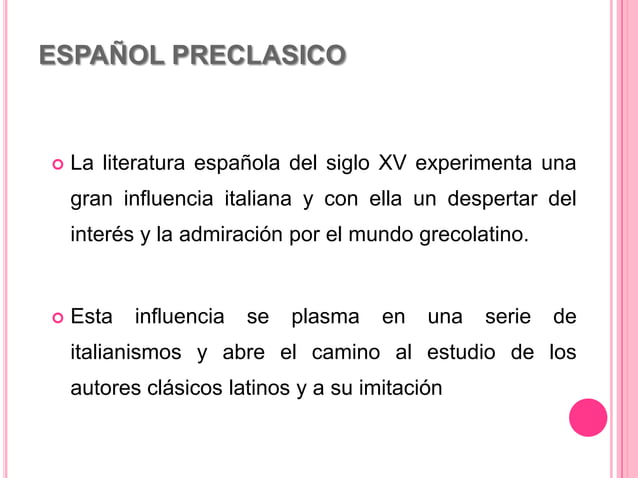 ESPAÑOL PRECLASICO
La literatura española del siglo XV experimenta una
gran influencia italiana y con ella un despertar del
interés y la admiración por el mundo grecolatino.
Esta influencia se plasma en una serie de
italianismos y abre el camino al estudio de los
autores clásicos latinos y a su imitación